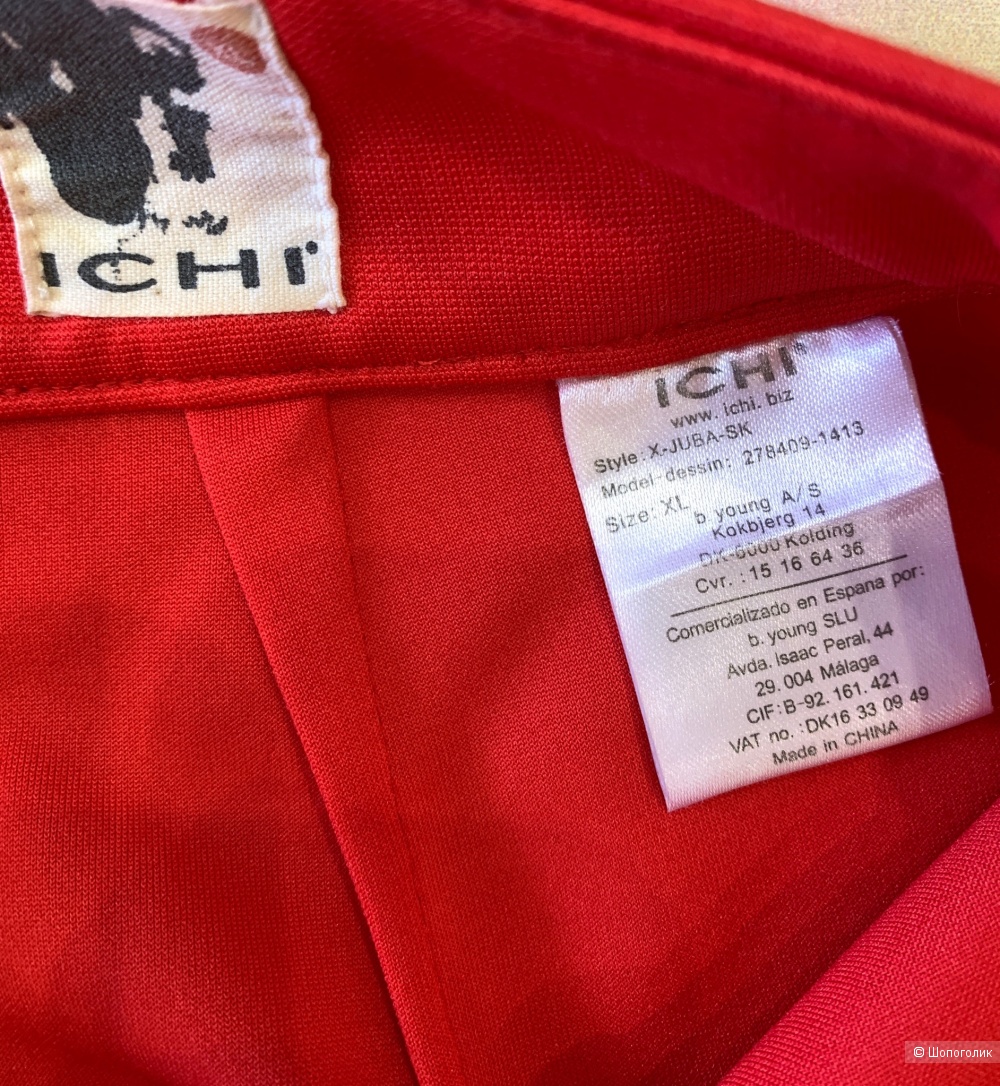 ICHI
ICHI®
www.ichi.biz
Style: X-JUBA-SK
Model-dessin: 278409-1413
Size: XL
b young A/S
Kokbjerg 14
DK-6000 Kolding
Cvr. : 15 16 64 36
Comercializado en Espana por:
b. young SLU
Avda. Isaac Peral, 44
29. 004 Málaga
CIF:B-92. 161. 421
VAT no. :DK16 33 09 49
Made in CHINA
© Шопоголик